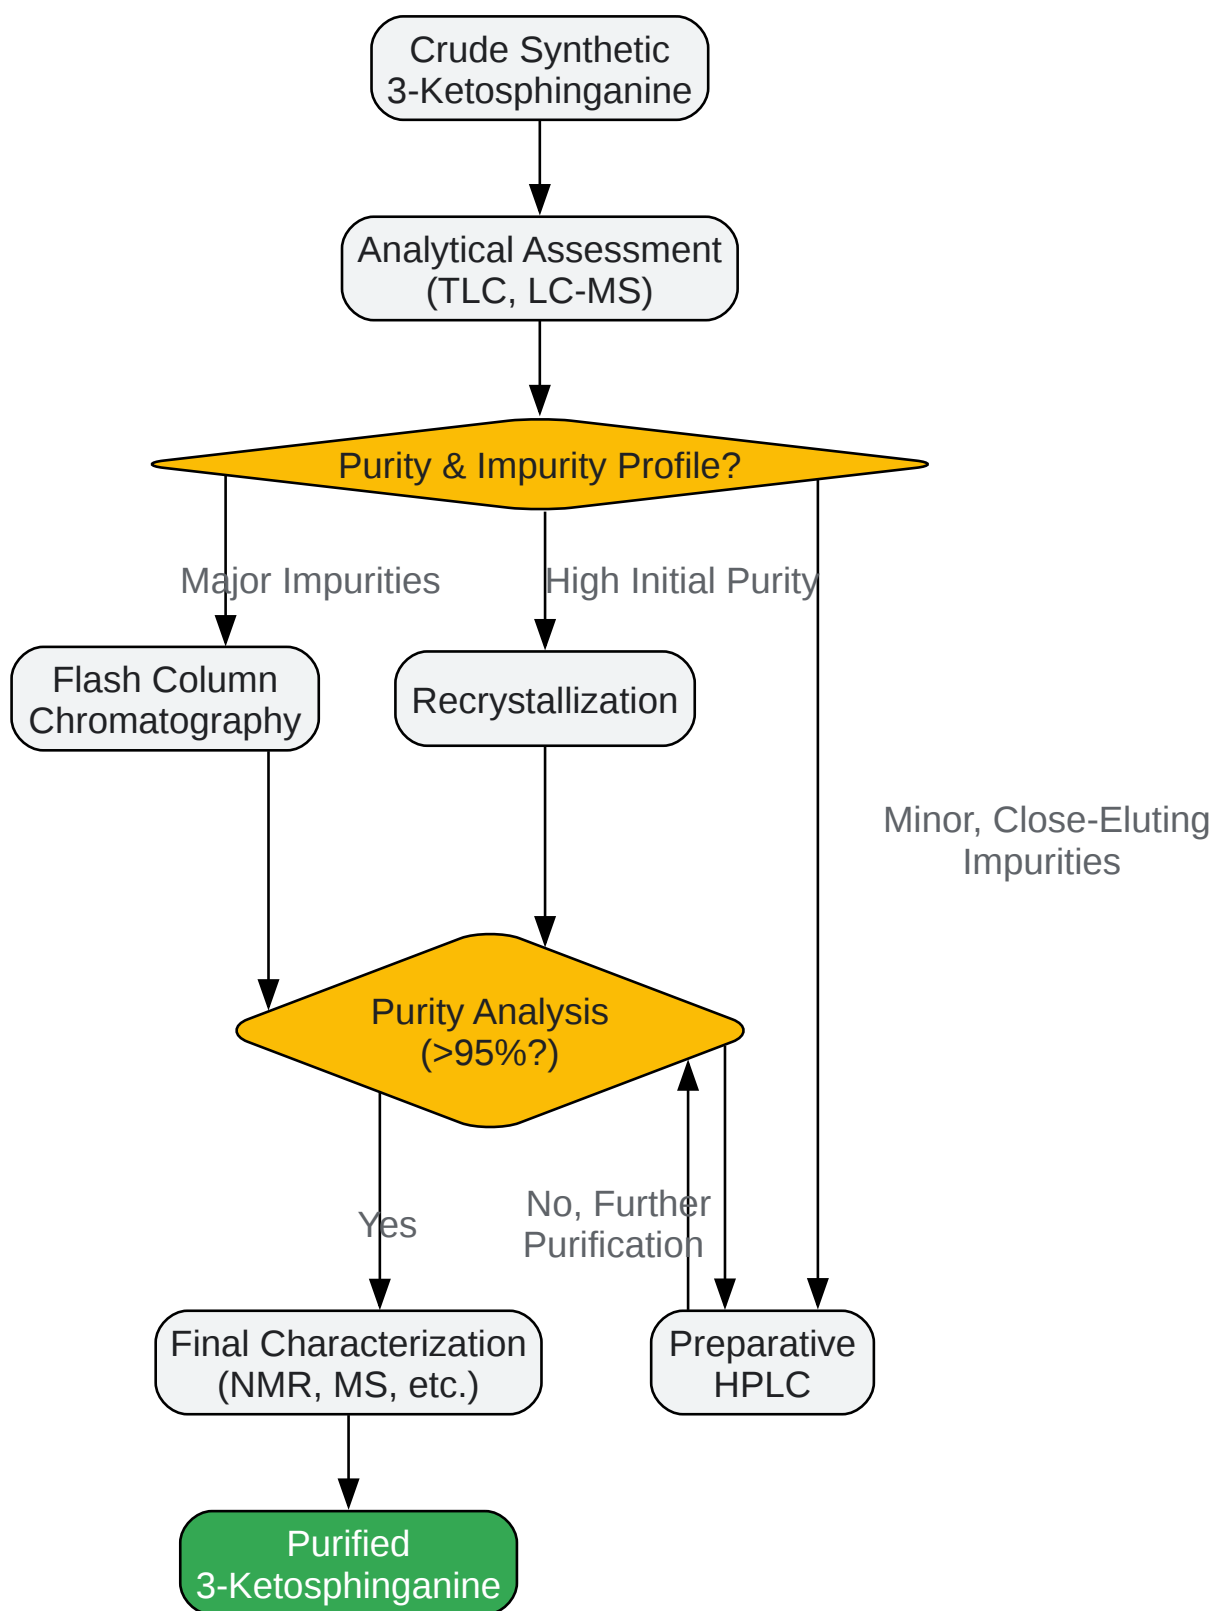 Crude Synthetic
3-Ketosphinganine
Analytical Assessment
(TLC, LC-MS)
Purity & Impurity Profile?
Major Impurities
High Initial Purity
Flash Column
Chromatography
Recrystallization
Minor, Close-Eluting
Impurities
Purity Analysis
(>95%?)
Yes
No, Further
Purification
Final Characterization
(NMR, MS, etc.)
Preparative
HPLC
Purified
3-Ketosphinganine